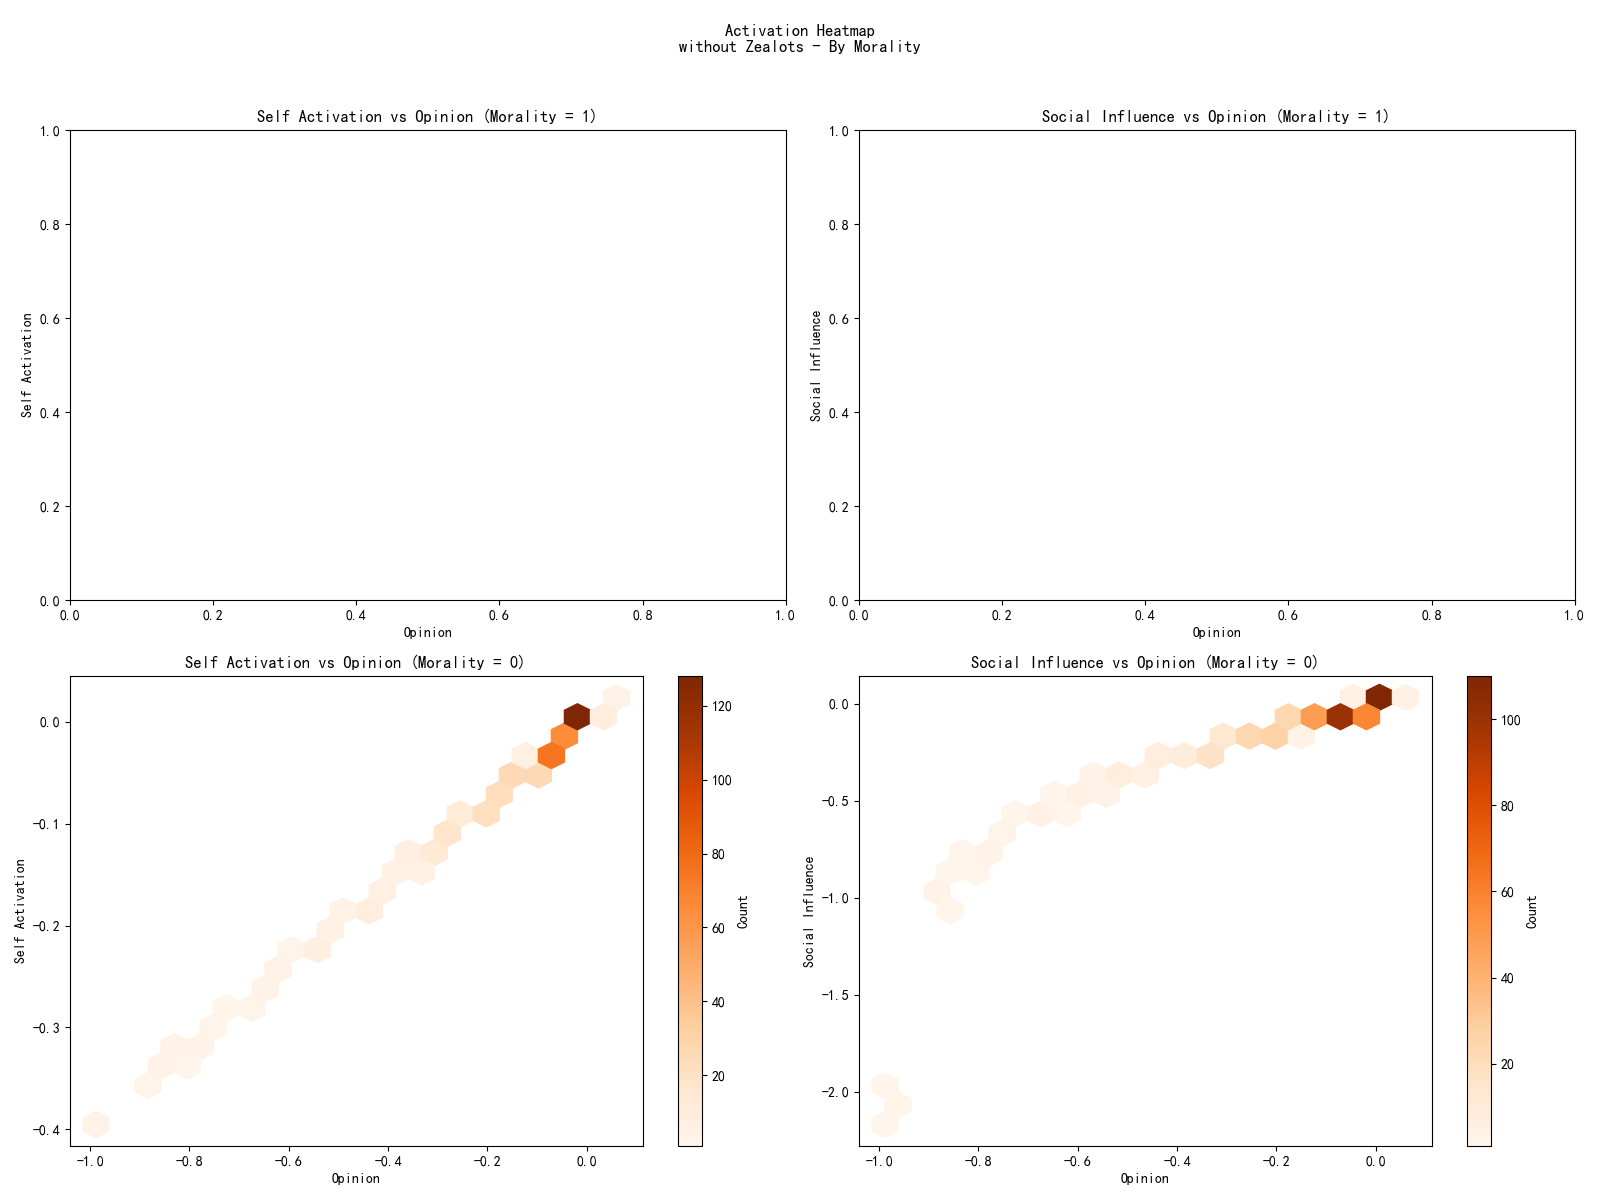 Activation Heatmap
without Zealots - By Morality
Self Activation vs Opinion (Morality = 1)
1.0
0.8
0.6
0.4
0.2
0.0
Self Activation
0.0 0.2 0.4 0.6 0.8 1.0
Opinion
Social Influence vs Opinion (Morality = 1)
1.0
0.8
0.6
0.4
0.2
0.0
Social Influence
0.0 0.2 0.4 0.6 0.8 1.0
Opinion
Self Activation vs Opinion (Morality = 0)
0.0
-0.1
-0.2
-0.3
-0.4
Self Activation
-1.0 -0.8 -0.6 -0.4 -0.2 0.0
Opinion
120
100
80
60
40
20
Count
Social Influence vs Opinion (Morality = 0)
0.0
-0.5
-1.0
-1.5
-2.0
Social Influence
-1.0 -0.8 -0.6 -0.4 -0.2 0.0
Opinion
100
80
60
40
20
Count